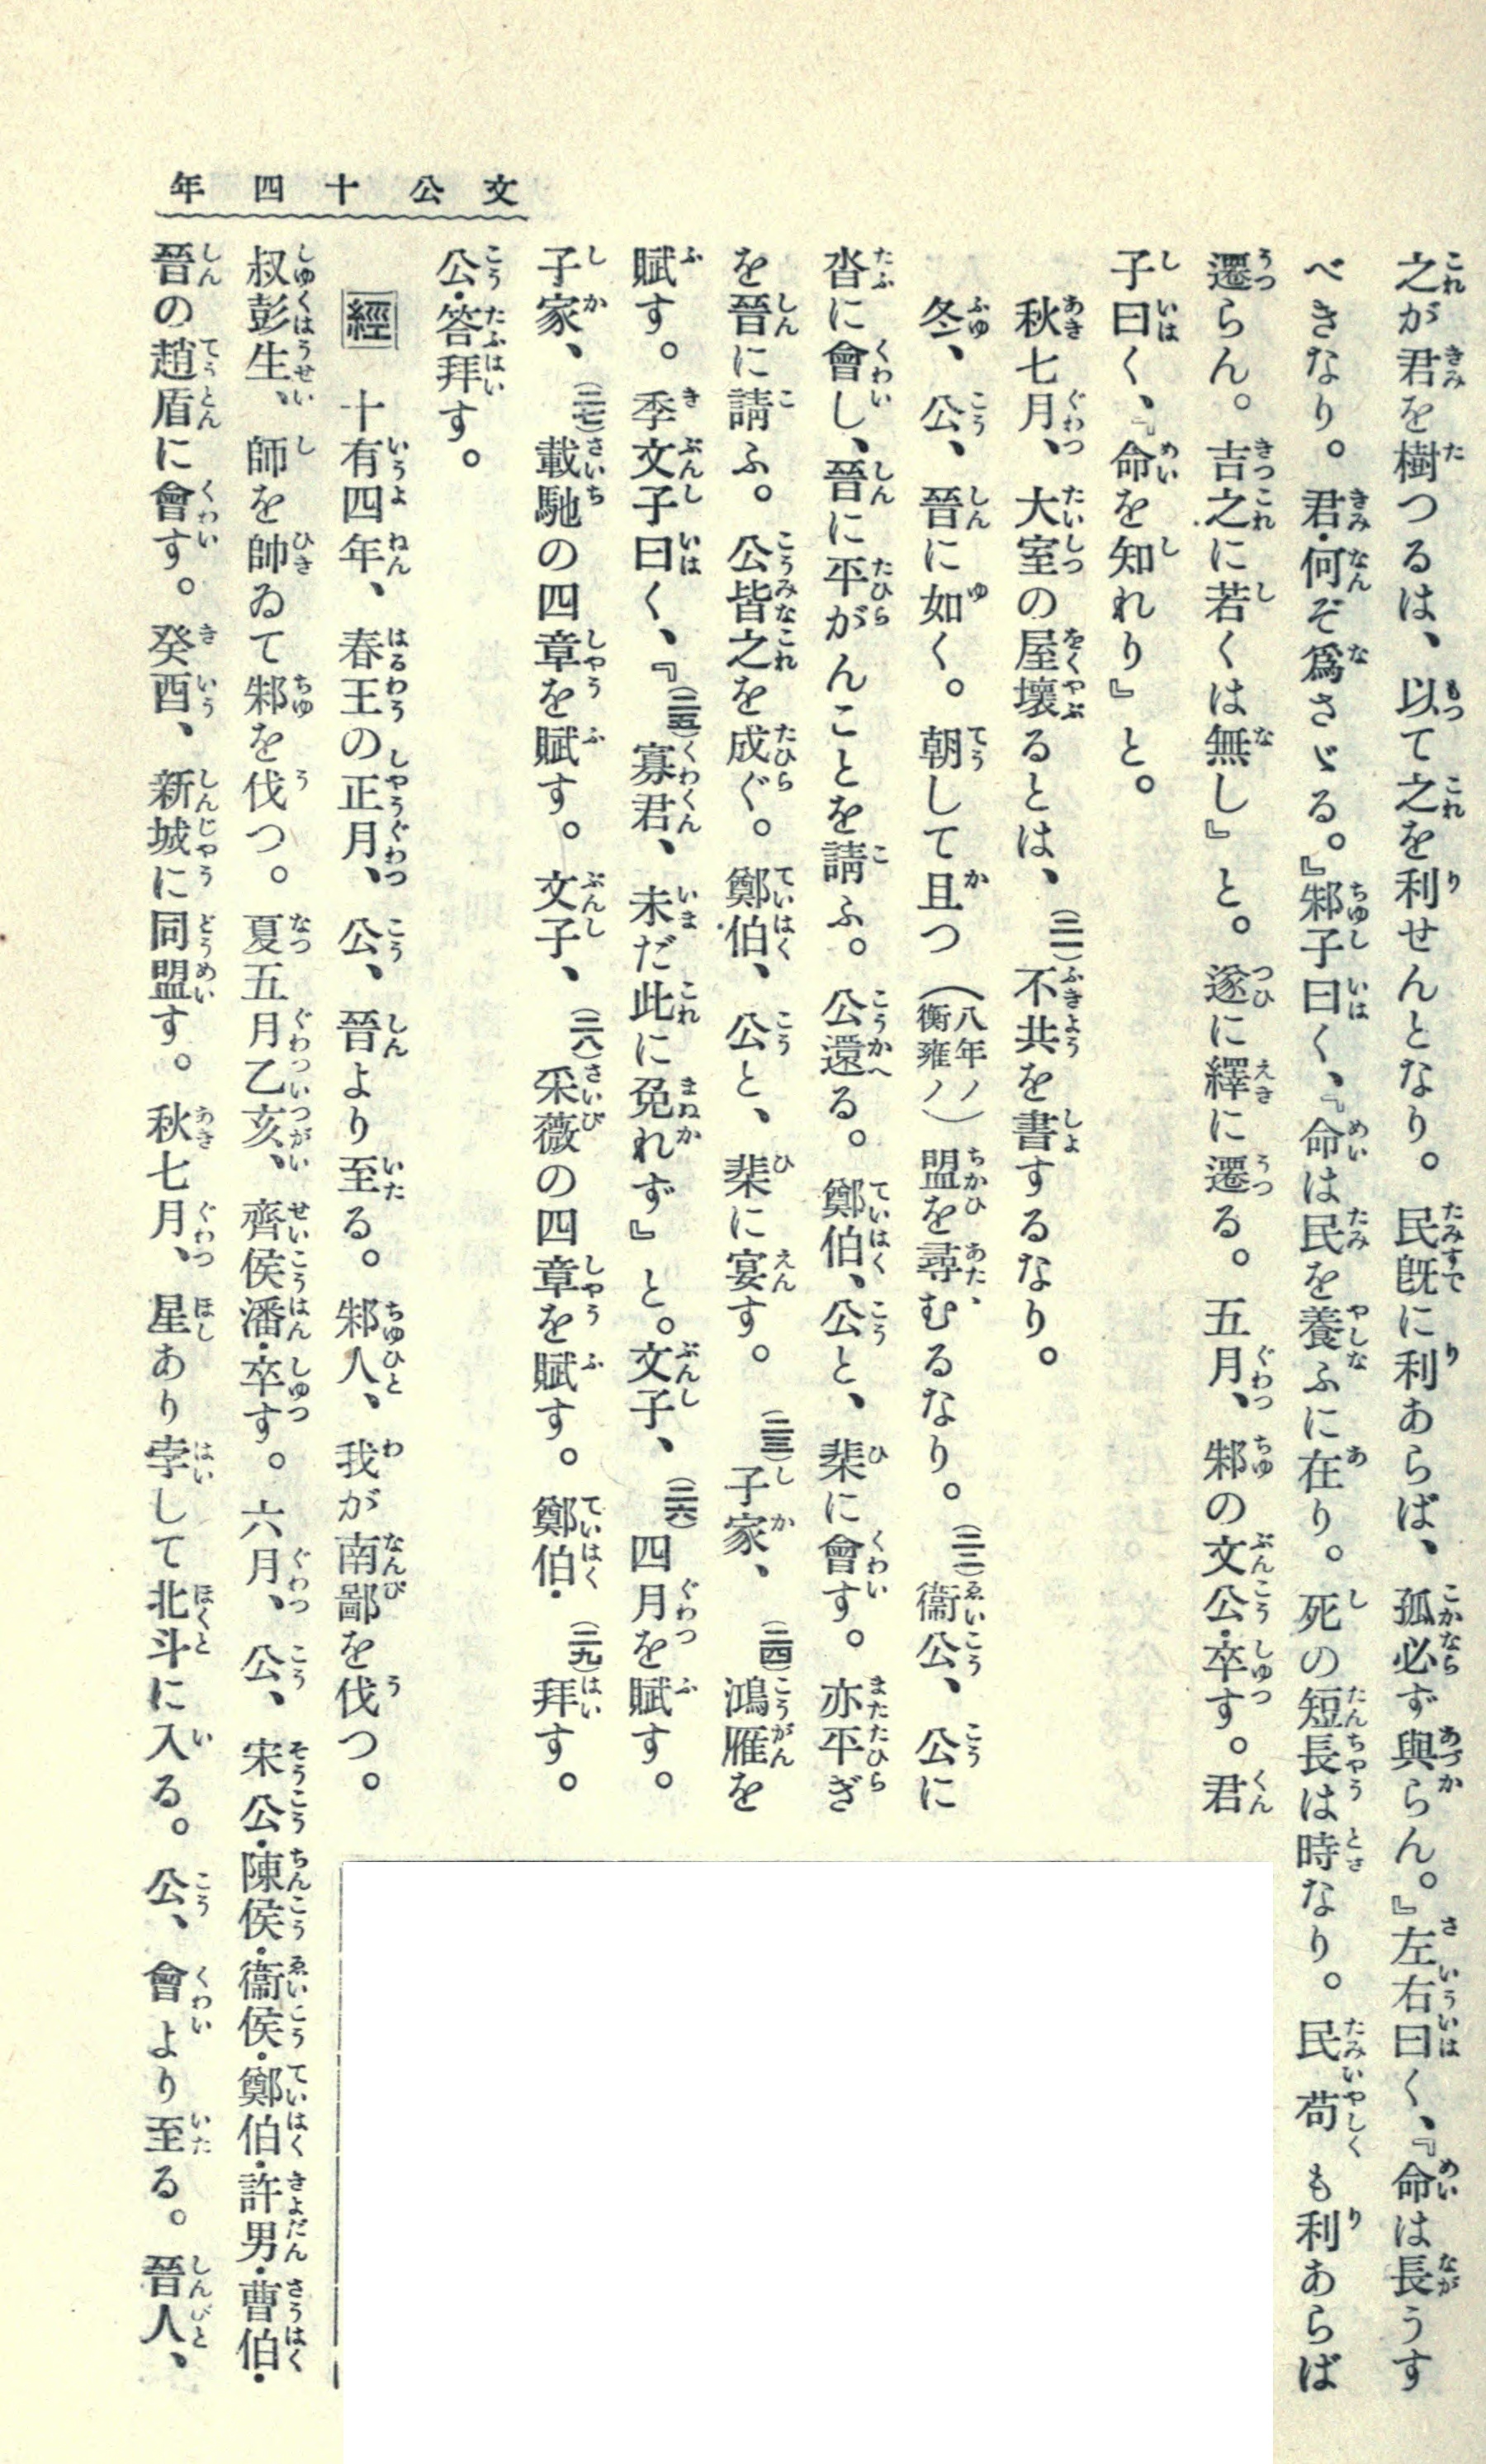 之が君を樹つるは、以て之を利せんとなり。民既に利あらば、孤必ず與らん。』左右曰く、『命は長うす
べきなり。君・何ぞ爲さゞる。』邾子曰く、『命は民を養ふに在り。死の短長は時なり。民苟も利あらば
遷らん。吉之に若くは無し』と。遂に繹に遷る。五月、邾の文公・卒す。君
子曰く、『命を知れり』と。
秋七月、大室の屋壞るとは、(二一)不共を書するなり。
冬、公、晉に如く。朝して且つ(八年ノ衡雍ノ)盟を尋むるなり。(二二)衞公、公に
沓に會し、晉に平がんことを請ふ。公還る。鄭伯、公と、棐に會す。亦平ぎ
を晉に請ふ。公皆之を成ぐ。鄭伯、公と、棐に宴す。(二三)子家、(二四)鴻雁を
賦す。季文子曰く、『(二五)寡君、未だ此に免れず』と。文子、(二六)四月を賦す。
子家、(二七)載馳の四章を賦す。文子、(二八)采薇の四章を賦す。鄭伯・(二九)拜す。
公・答拜す。
文公十四年
經 十有四年、春王の正月、公、晉より至る。邾人、我が南鄙を伐つ。
叔彭生、師を帥ゐて邾を伐つ。夏五月乙亥、齊侯潘・卒す。六月、公、宋公・陳侯・衞侯・鄭伯・許男・曹伯・
晉の趙盾に會す。癸酉、新城に同盟す。秋七月、星あり孛して北斗に入る。公、會より至る。晉人、